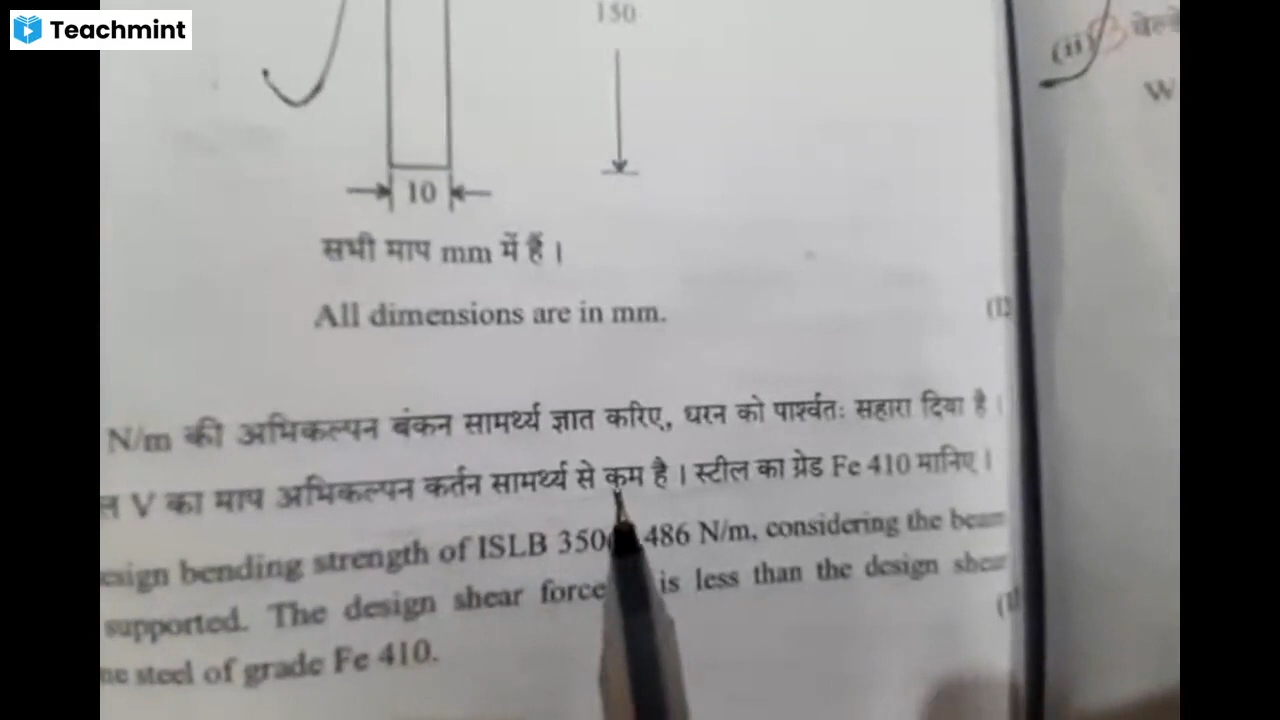 Teachmint
150
(ii)
W
10
सभी माप mm में हैं ।
All dimensions are in mm.
N/m की अभिकल्पन बंकन सामर्थ्य ज्ञात करिए, धरन को पार्श्वतः सहारा दिया है ।
V का माप अभिकल्पन कर्तन सामर्थ्य से कम है । स्टील का ग्रेड Fe 410 मानिए ।
esign bending strength of ISLB 350 486 N/m, considering the beam
supported. The design shear force is less than the design shear
steel of grade Fe 410.